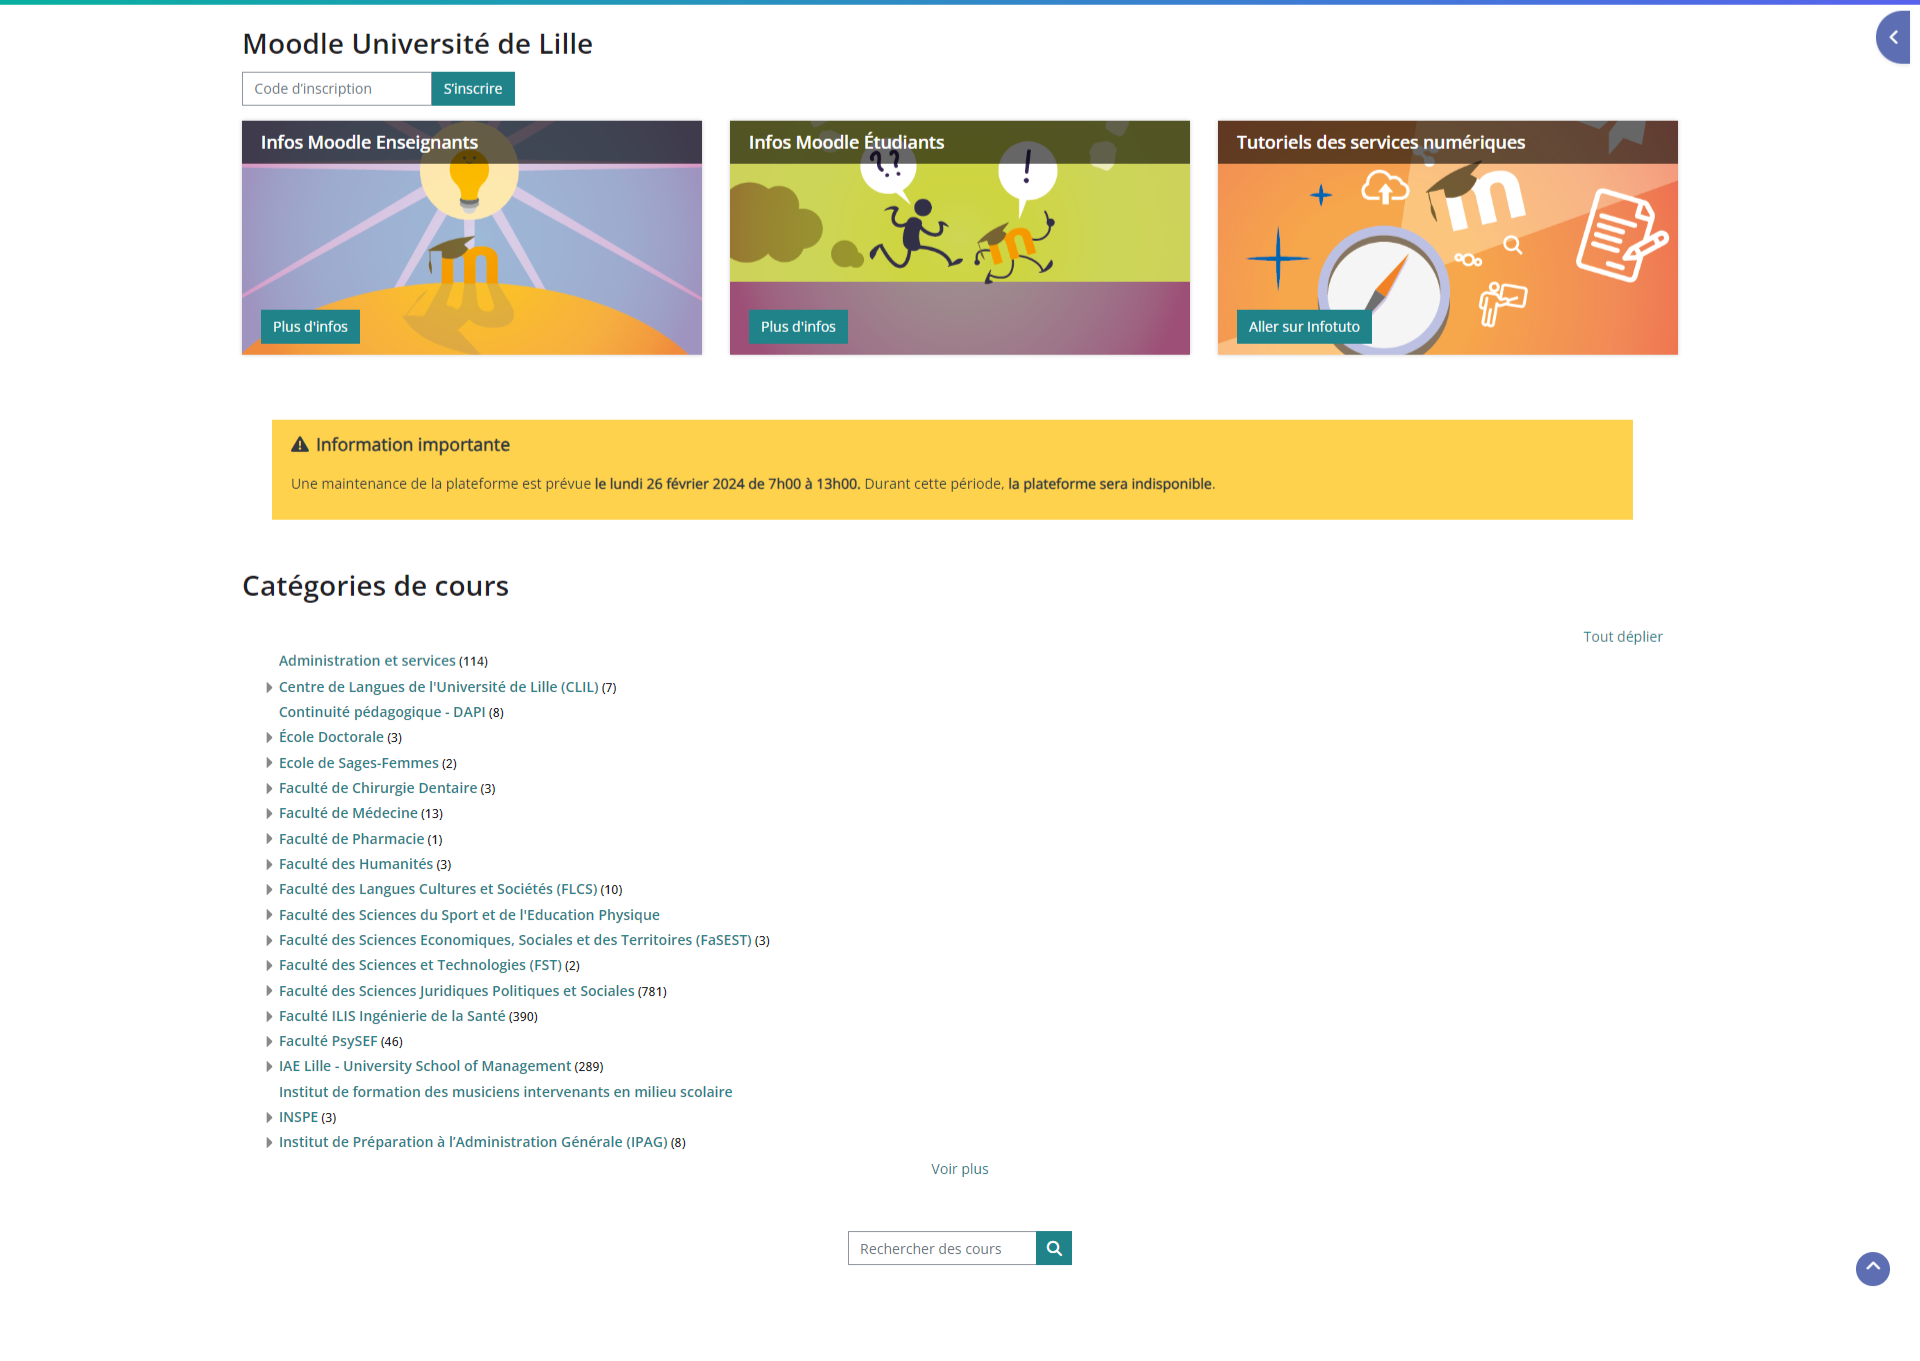 Moodle Université de Lille
Code d'inscription
S'inscrire
Infos Moodle Enseignants
Plus d'infos
Infos Moodle Étudiants
??
!
Plus d'infos
Tutoriels des services numériques
Aller sur Infotuto
Information importante
Une maintenance de la plateforme est prévue le lundi 26 février 2024 de 7h00 à 13h00. Durant cette période, la plateforme sera indisponible.
Catégories de cours
Tout déplier
Administration et services (114)
Centre de Langues de l'Université de Lille (CLIL) (7)
Continuité pédagogique - DAPI (8)
École Doctorale (3)
Ecole de Sages-Femmes (2)
Faculté de Chirurgie Dentaire (3)
Faculté de Médecine (13)
Faculté de Pharmacie (1)
Faculté des Humanités (3)
Faculté des Langues Cultures et Sociétés (FLCS) (10)
Faculté des Sciences du Sport et de l'Education Physique
Faculté des Sciences Economiques, Sociales et des Territoires (FaSEST) (3)
Faculté des Sciences et Technologies (FST) (2)
Faculté des Sciences Juridiques Politiques et Sociales (781)
Faculté ILIS Ingénierie de la Santé (390)
Faculté PsySEF (46)
IAE Lille - University School of Management (289)
Institut de formation des musiciens intervenants en milieu scolaire
INSPE (3)
Institut de Préparation à l’Administration Générale (IPAG) (8)
Voir plus
Rechercher des cours